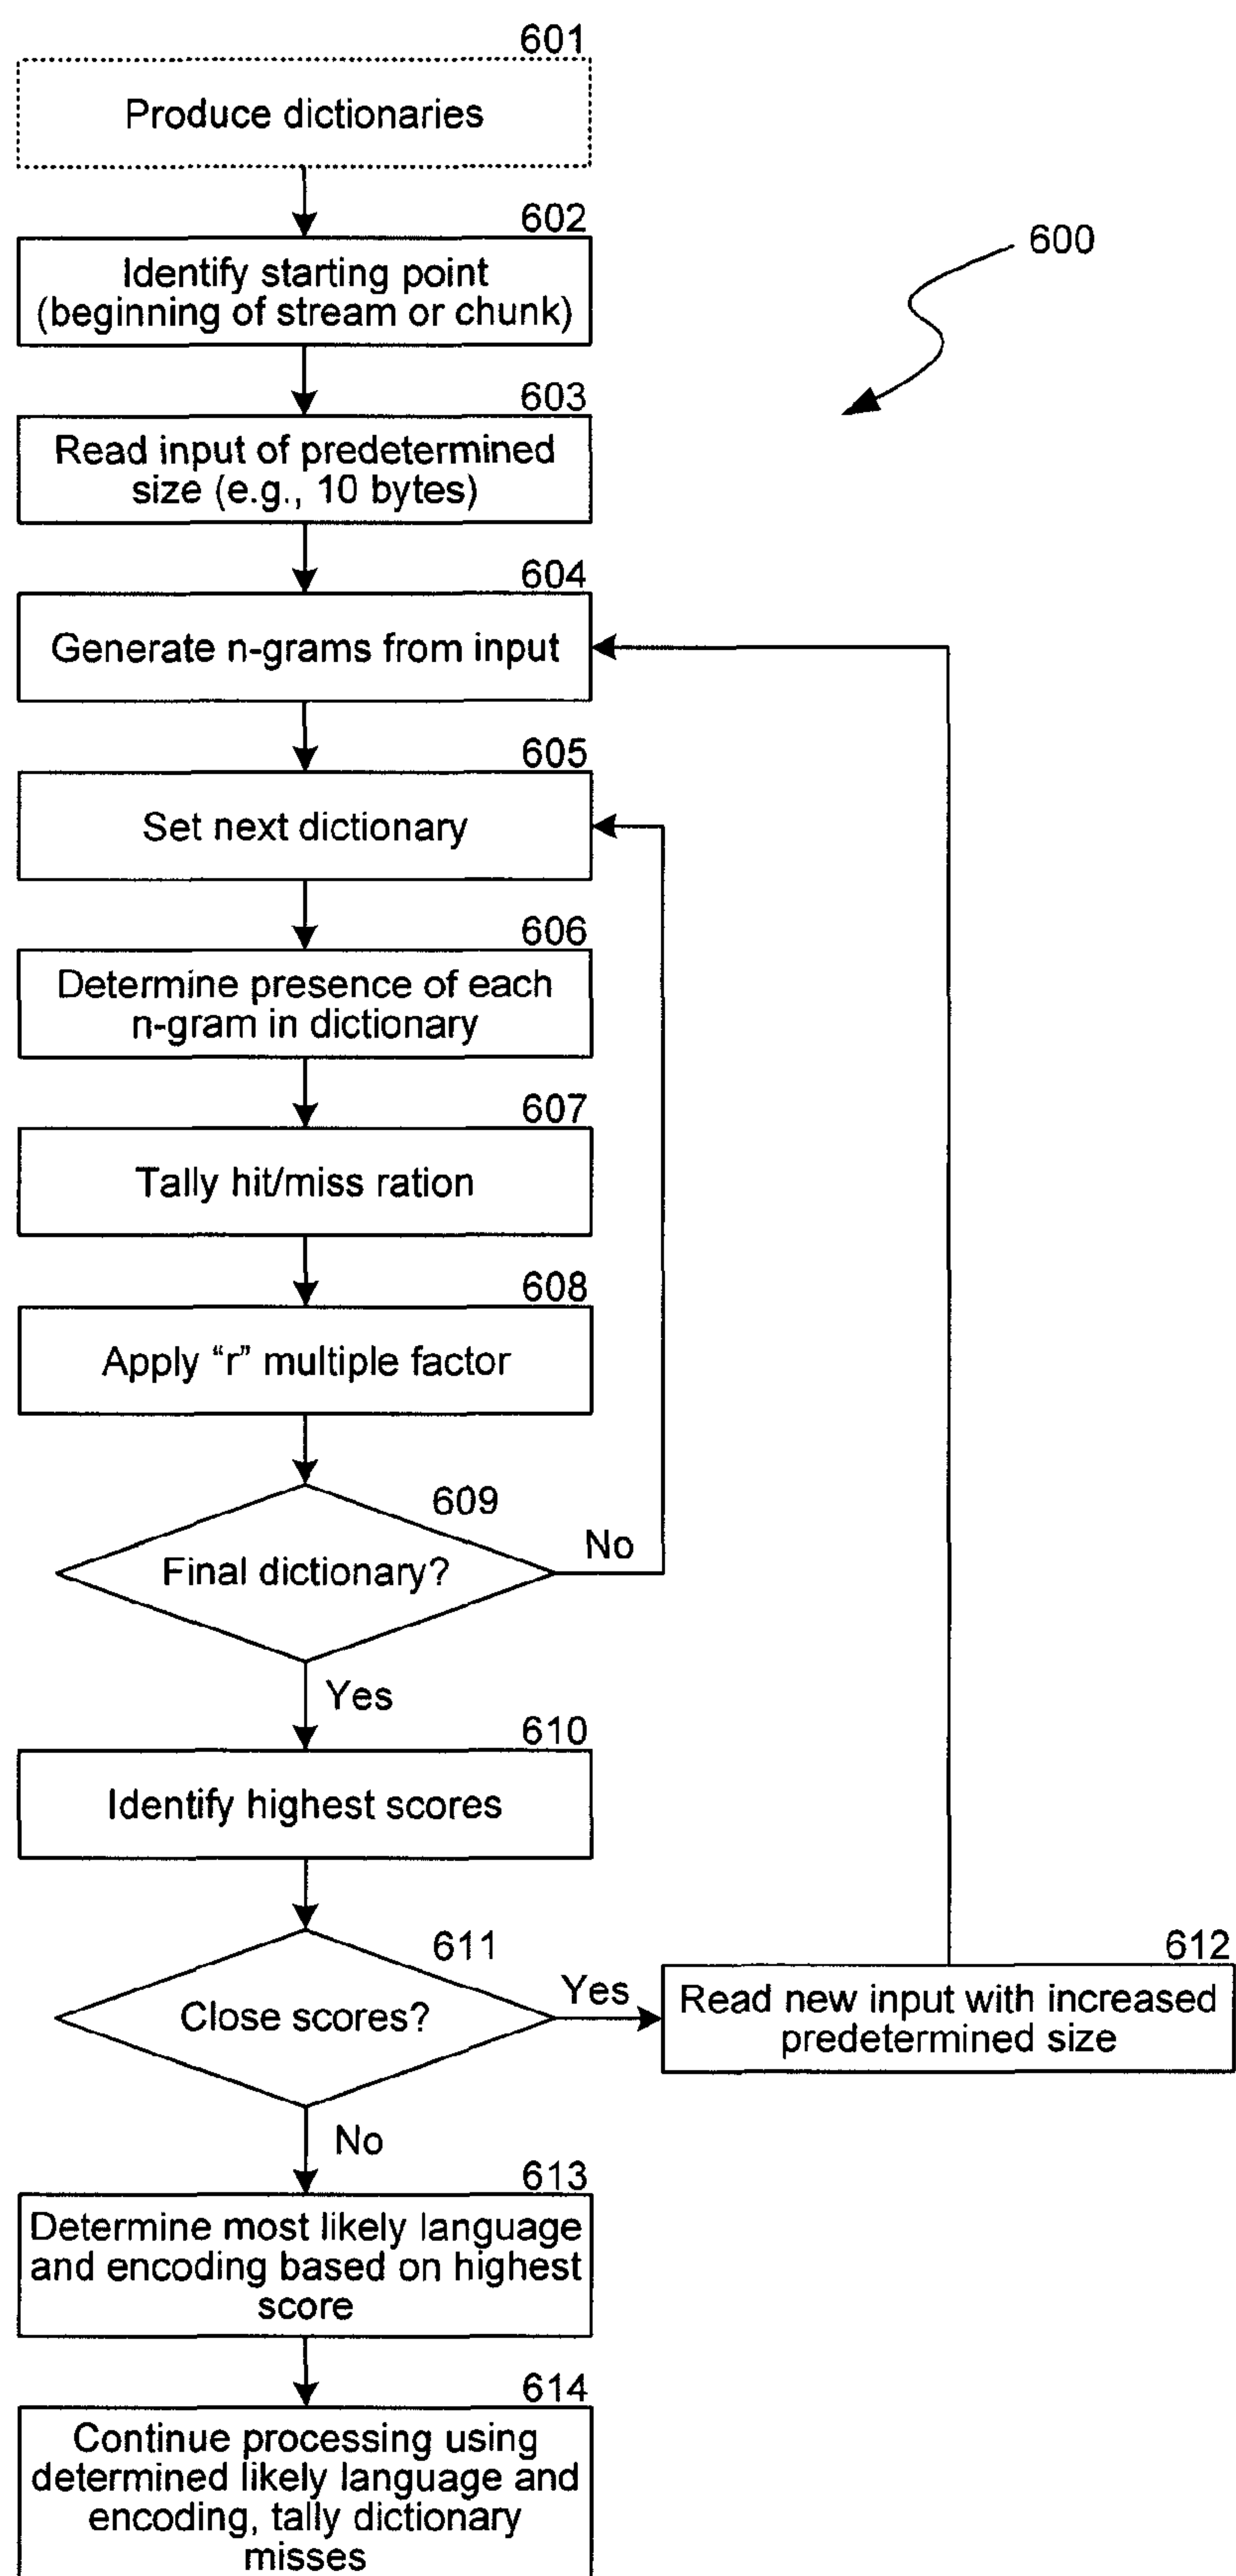 601
Produce dictionaries
602
Identify starting point
(beginning of stream or chunk)
600
603
Read input of predetermined
size (e.g., 10 bytes)
604
Generate n-grams from input
605
Set next dictionary
606
Determine presence of each
n-gram in dictionary
607
Tally hit/miss ration
608
Apply “r” multiple factor
609
Final dictionary?
No
Yes
610
Identify highest scores
611
Close scores?
Yes
612
Read new input with increased
predetermined size
No
613
Determine most likely language
and encoding based on highest
score
614
Continue processing using
determined likely language and
encoding, tally dictionary
misses